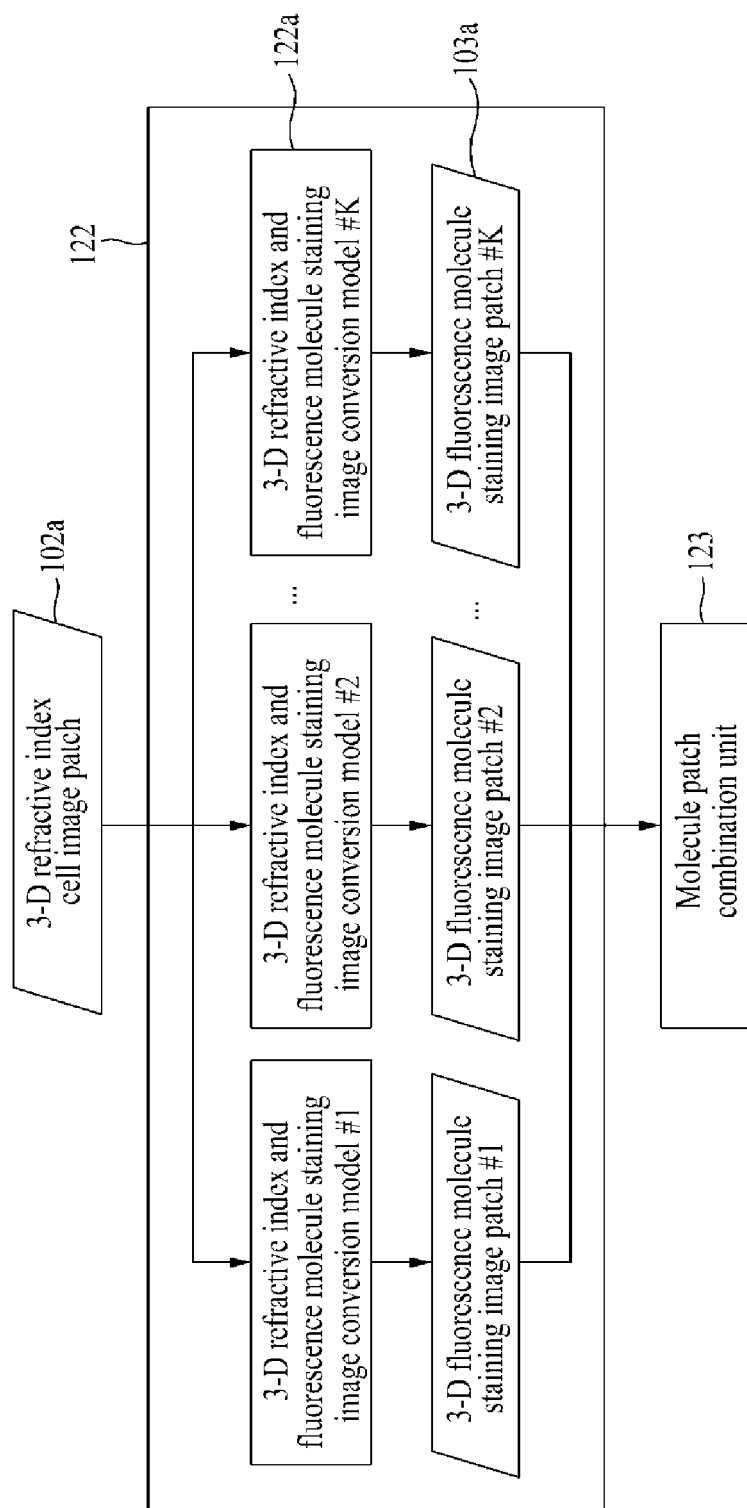 3-D refractive index
cell image patch
102a
122
3-D refractive index and
fluorescence molecule staining
image conversion model #1
3-D refractive index and
fluorescence molecule staining
image conversion model #2
...
3-D refractive index and
fluorescence molecule staining
image conversion model #K
122a
3-D fluorescence molecule
staining image patch #1
3-D fluorescence molecule
staining image patch #2
...
3-D fluorescence molecule
staining image patch #K
103a
Molecule patch
combination unit
123